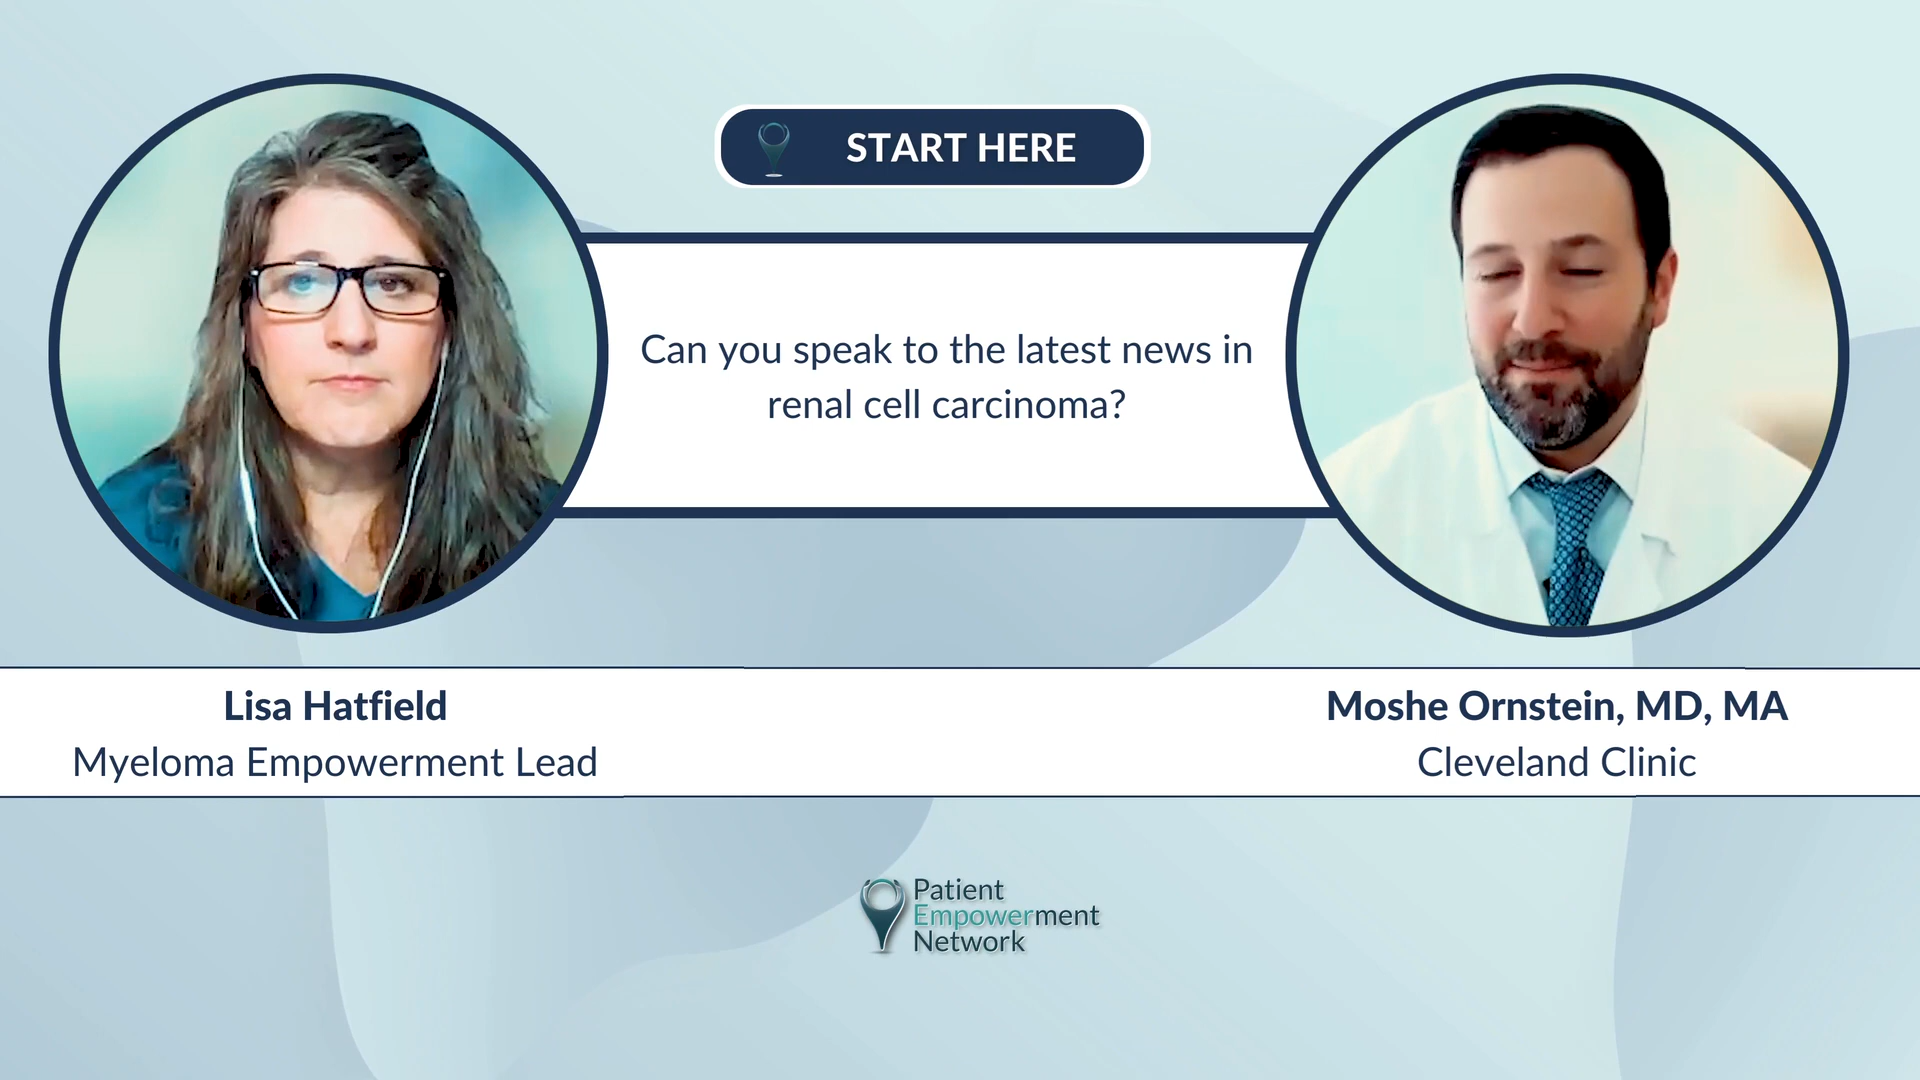 START HERE
Can you speak to the latest news in
renal cell carcinoma?
Lisa Hatfield
Myeloma Empowerment Lead
Moshe Ornstein, MD, MA
Cleveland Clinic
Patient
Empowerment
Network